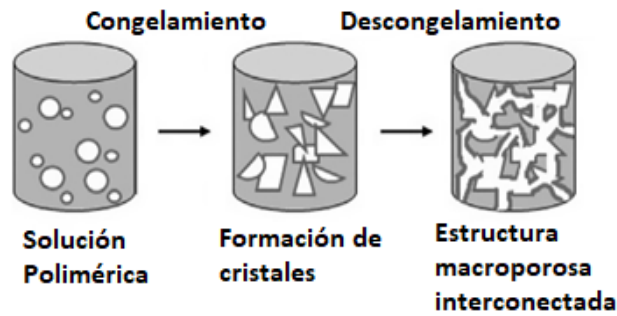 Congelamiento
Descongelamiento
Solución
Polimérica
Formación de
cristales
Estructura
macroporosa
interconectada